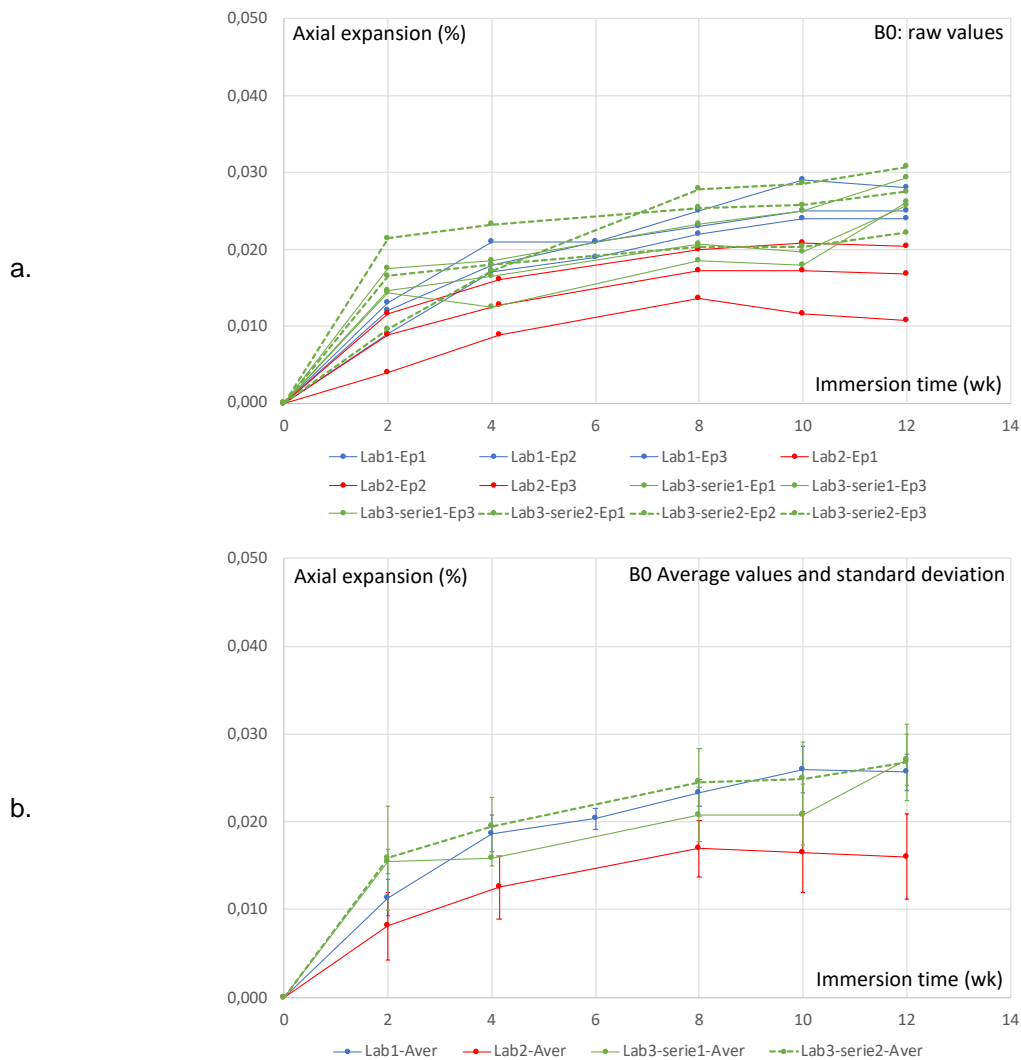 Axial expansion (%)
B0: raw values
0,050
0,040
0,030
a.
0,020
0,010
Immersion time (wk)
0,000
0 2 4 6 8 10 12 14
Lab1-Ep1 Lab1-Ep2 Lab1-Ep3 Lab2-Ep1
Lab2-Ep2 Lab2-Ep3 Lab3-serie1-Ep1 Lab3-serie1-Ep3
Lab3-serie1-Ep3 Lab3-serie2-Ep1 Lab3-serie2-Ep2 Lab3-serie2-Ep3
0,050
Axial expansion (%)
B0 Average values and standard deviation
0,040
0,030
b.
0,020
0,010
Immersion time (wk)
0,000
0 2 4 6 8 10 12 14
Lab1-Aver Lab2-Aver Lab3-serie1-Aver Lab3-serie2-Aver